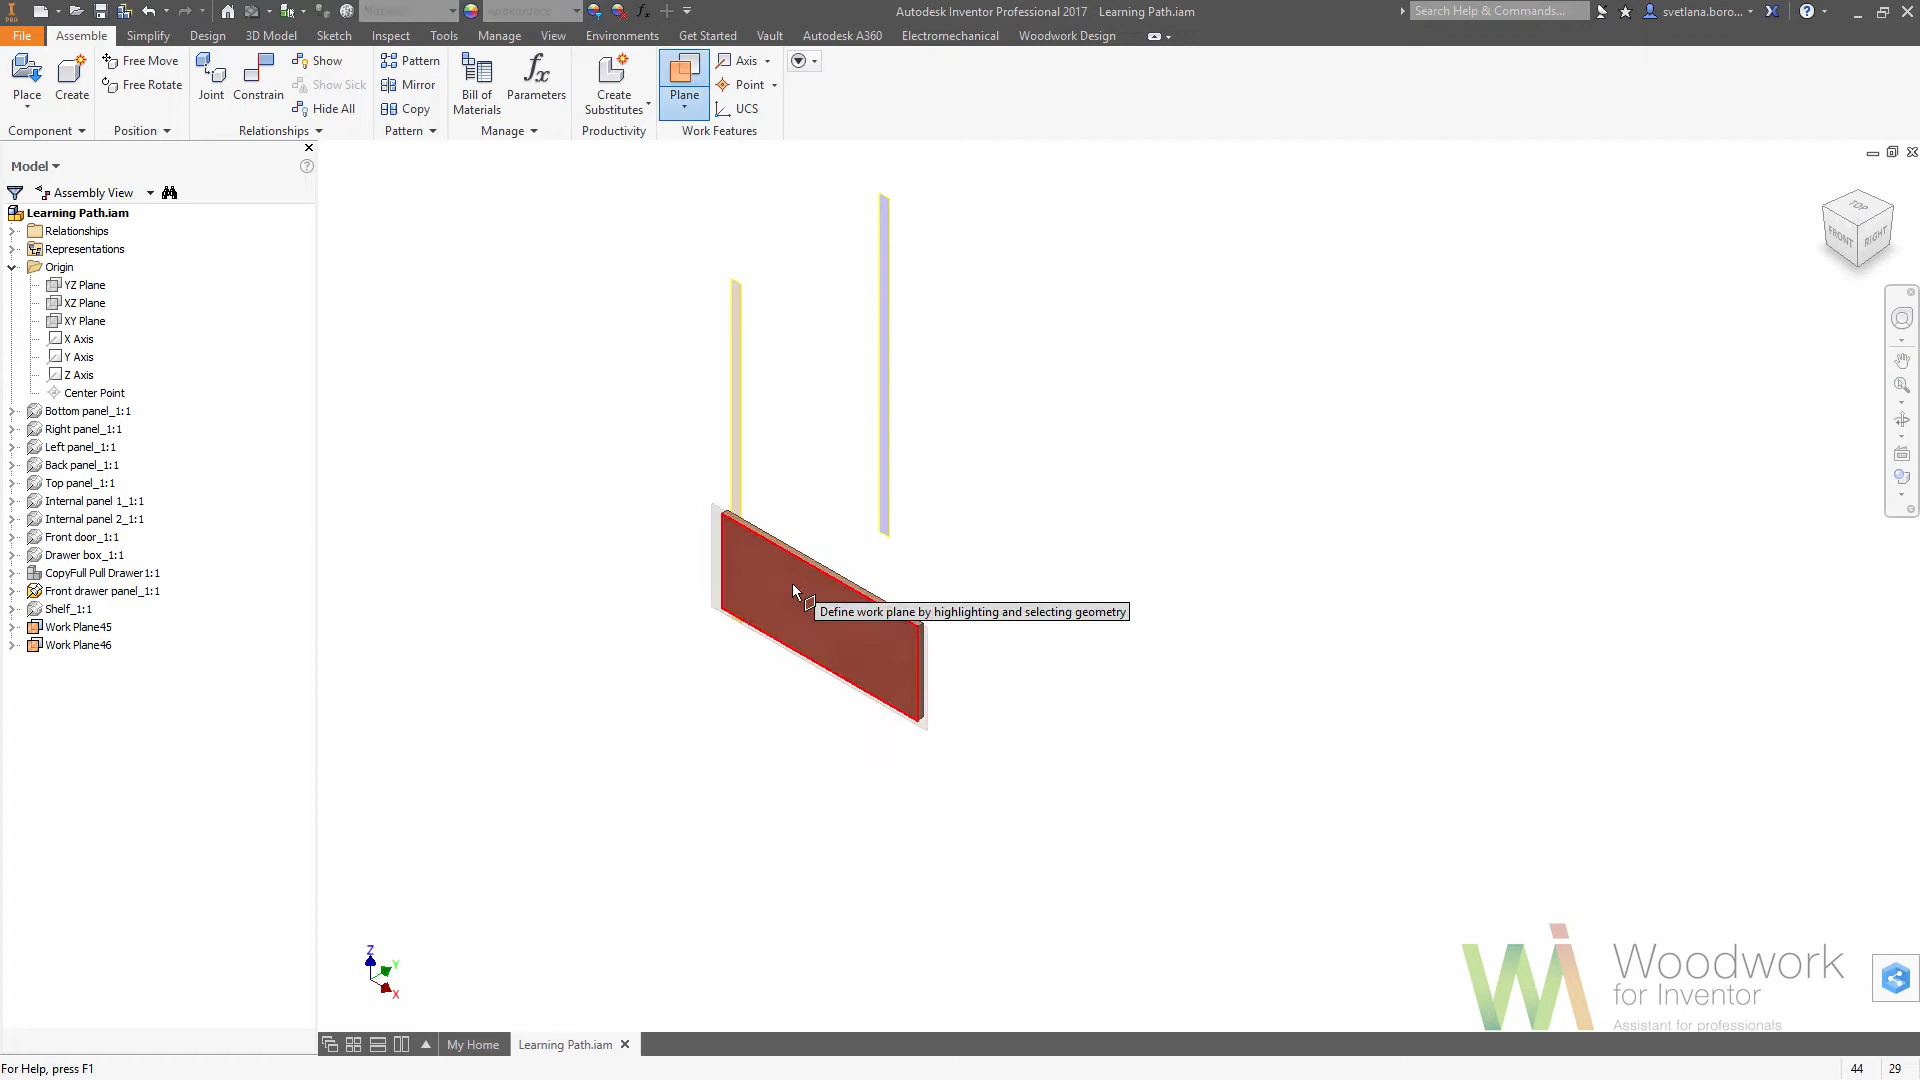 Autodesk Inventor Professional 2017 Learning Path.iam
Search Help & Commands...
svetlana.boro...
File
Assemble
Simplify
Design
3D Model
Sketch
Inspect
Tools
Manage
View
Environments
Get Started
Vault
Autodesk A360
Electromechanical
Woodwork Design
Place
Create
Free Move
Free Rotate
Joint
Constrain
Show
Show Sick
Hide All
Pattern
Mirror
Copy
Bill of
Materials
Parameters
Create
Substitutes
Plane
Axis
Point
UCS
Component
Position
Relationships
Pattern
Manage
Productivity
Work Features
Model
Assembly View
Learning Path.iam
Relationships
Representations
Origin
YZ Plane
XZ Plane
XY Plane
X Axis
Y Axis
Z Axis
Center Point
Bottom panel_1:1
Right panel_1:1
Left panel_1:1
Back panel_1:1
Top panel_1:1
Internal panel 1_1:1
Internal panel 2_1:1
Front door_1:1
Drawer box_1:1
CopyFull Pull Drawer1:1
Front drawer panel_1:1
Shelf_1:1
Work Plane45
Work Plane46
TOP
FRONT
RIGHT
Define work plane by highlighting and selecting geometry
Z
Y
X
Woodwork
for Inventor
Assistant for professionals
My Home
Learning Path.iam
For Help, press F1
44
29